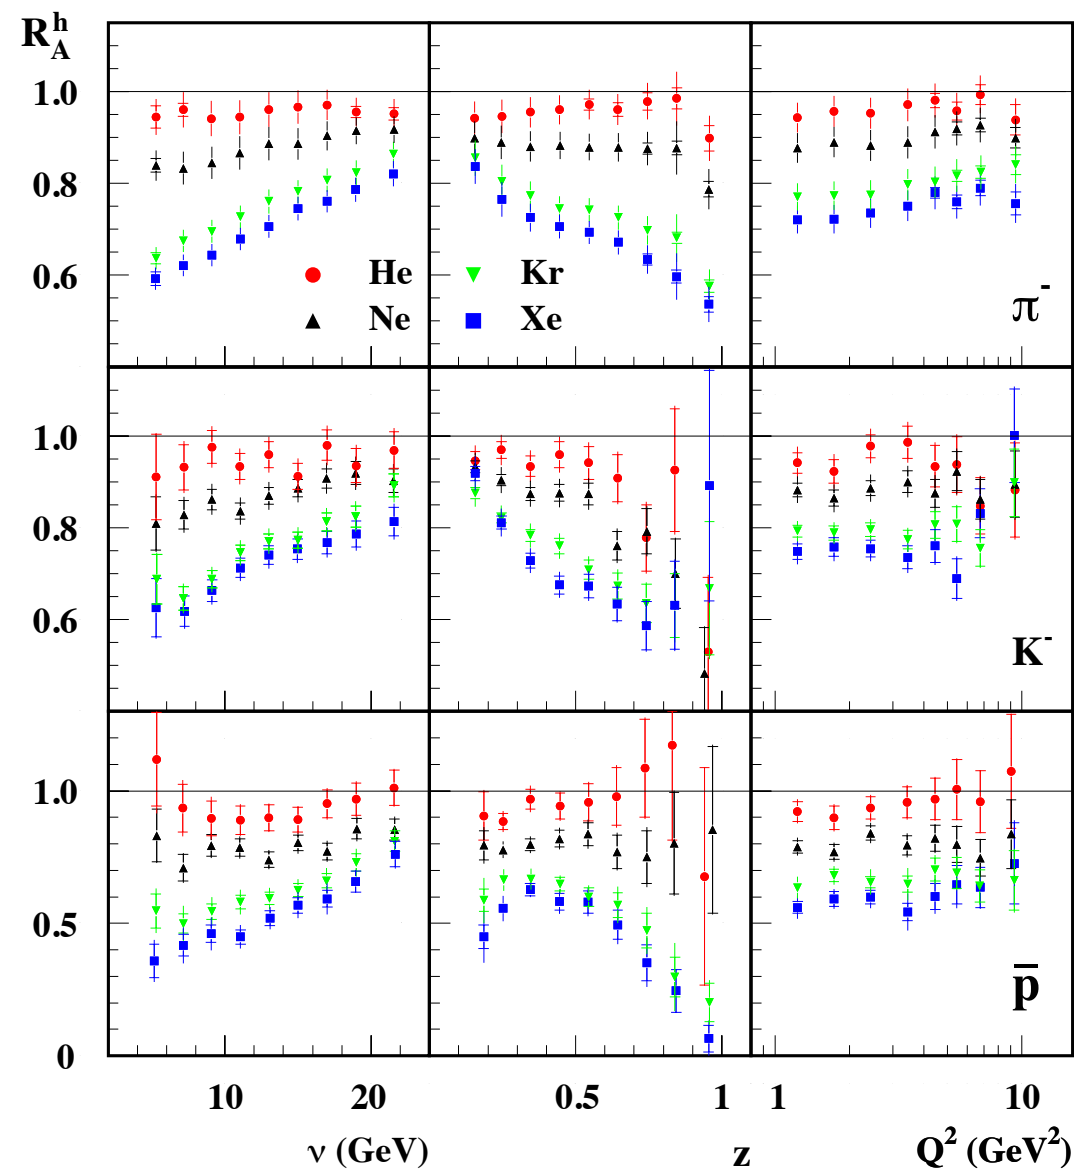 R_A^h
1.0
0.8
0.6
He
Ne
Kr
Xe
π-
1.0
0.8
0.6
K-
1.0
0.5
0
p̅
10 20 0.5 1 1 10
ν (GeV) z Q² (GeV²)